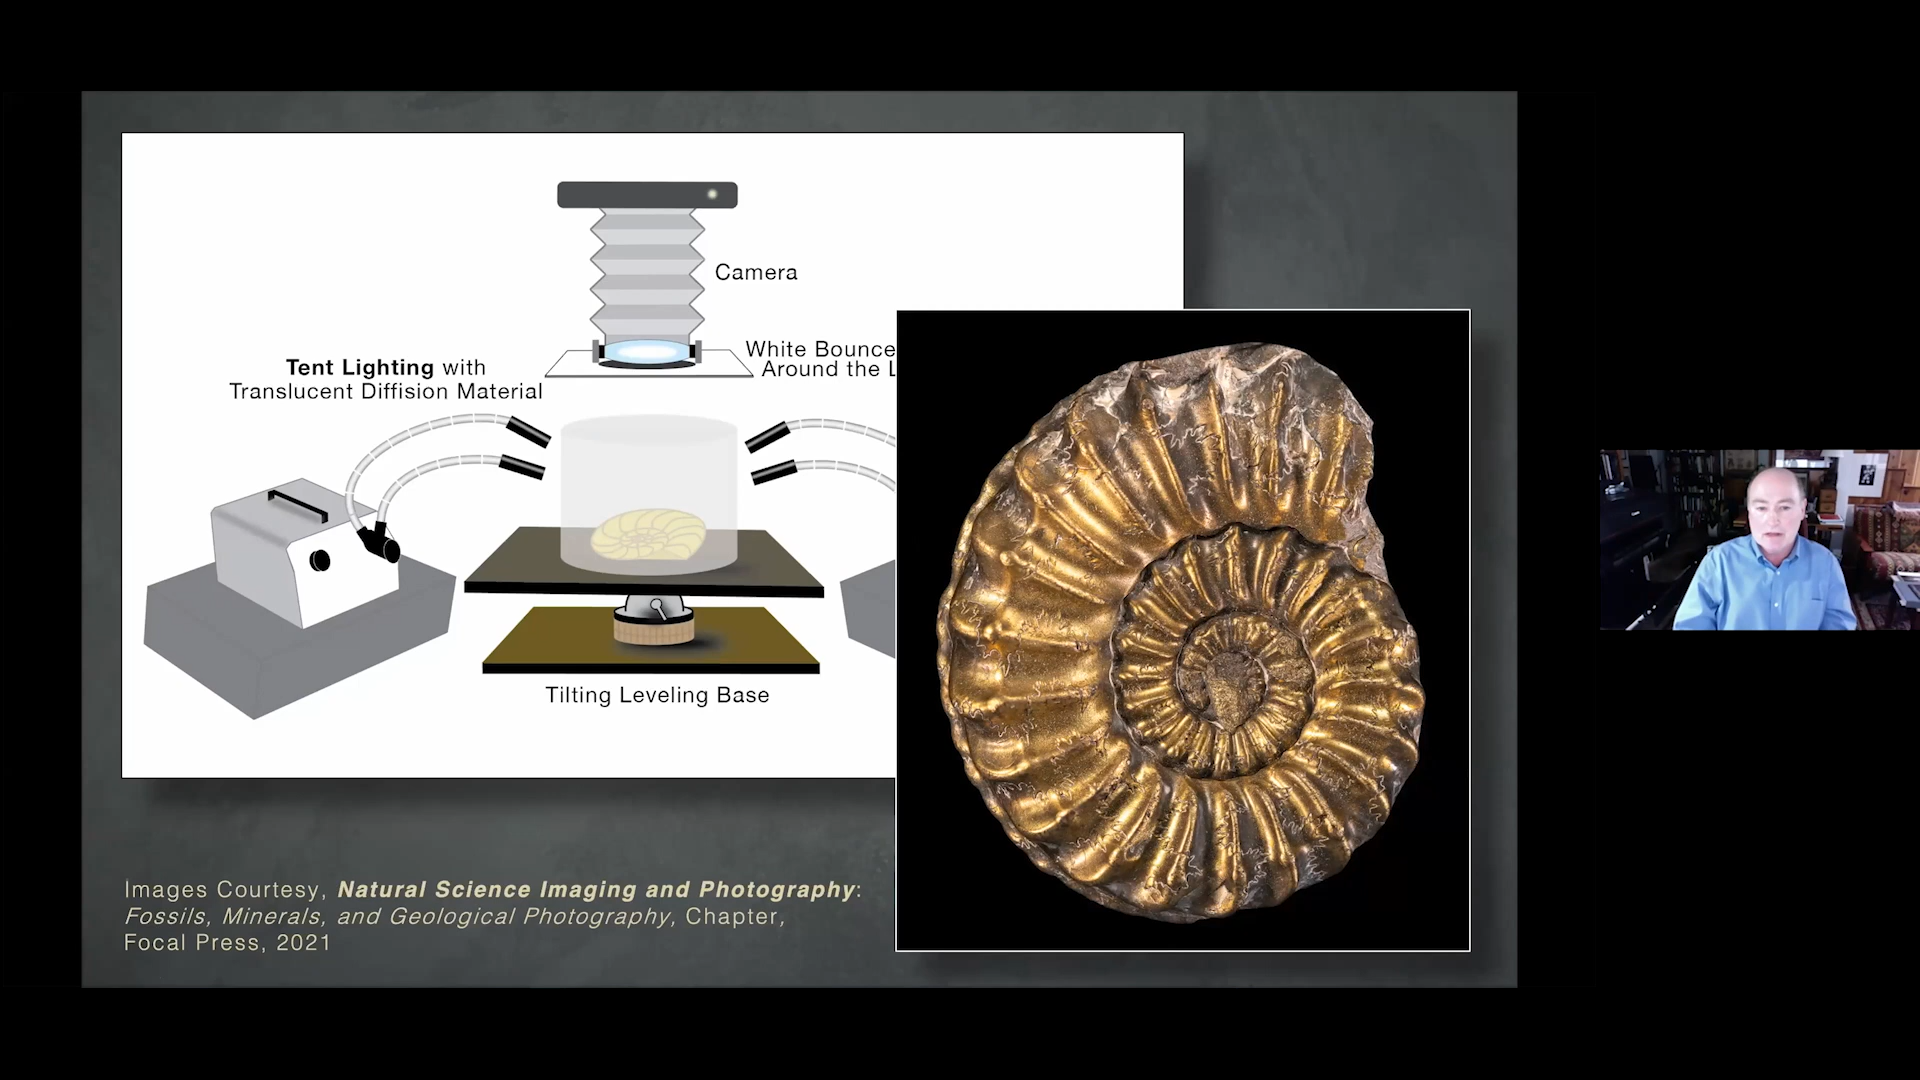 Camera
White Bounce
Around the L
Tent Lighting with
Translucent Diffision Material
Tilting Leveling Base
Images Courtesy, Natural Science Imaging and Photography:
Fossils, Minerals, and Geological Photography, Chapter,
Focal Press, 2021